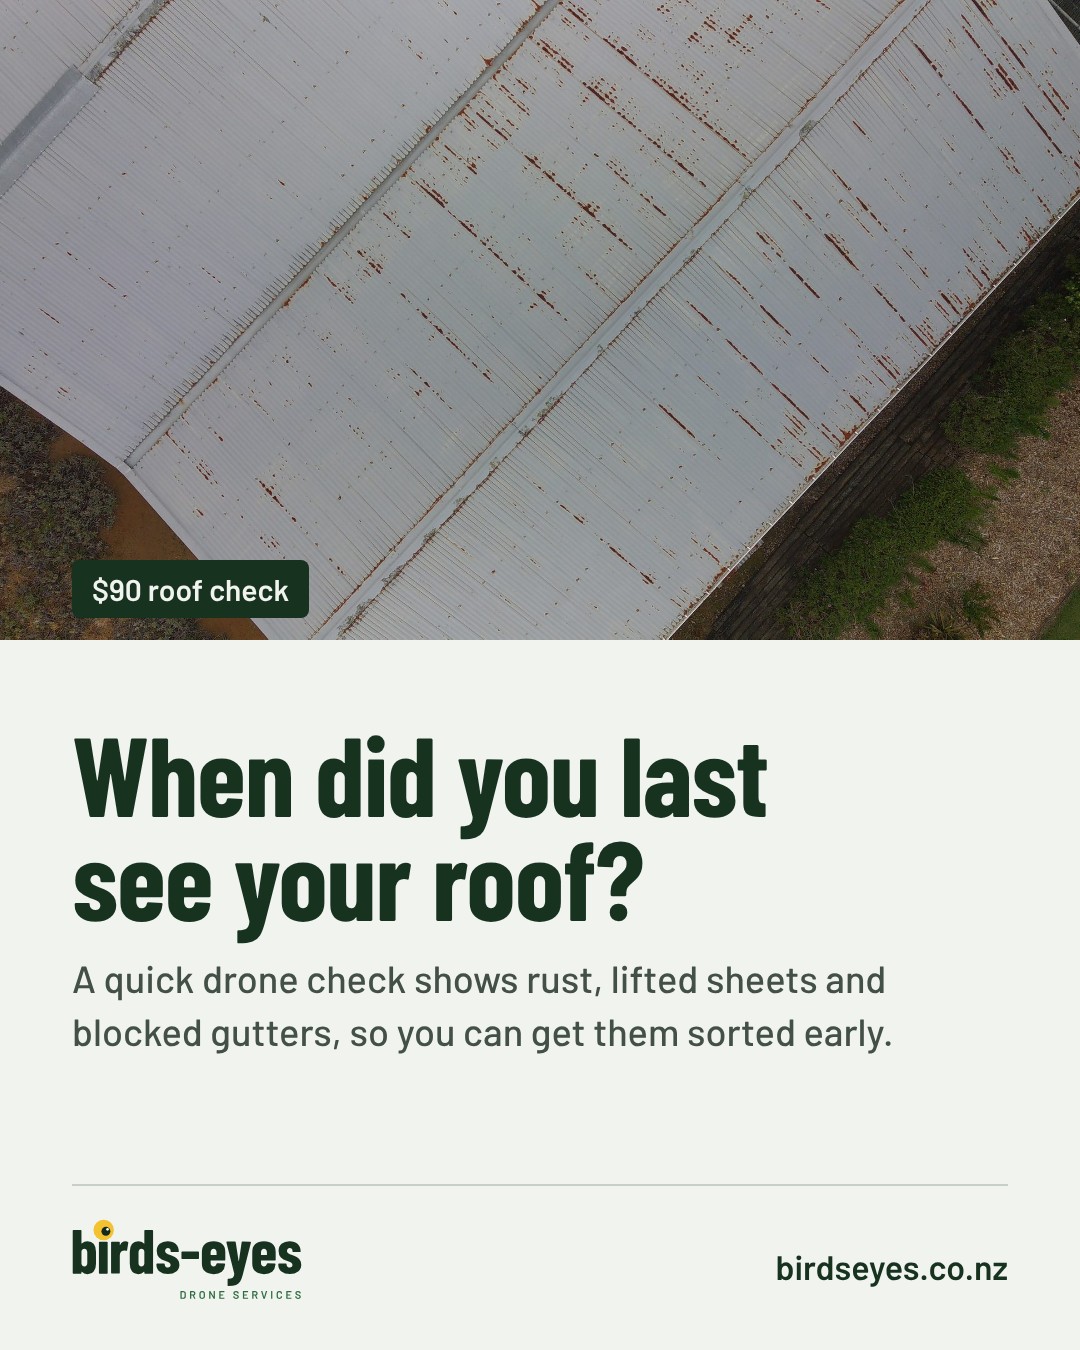 $90 roof check
When did you last
see your roof?
A quick drone check shows rust, lifted sheets and
blocked gutters, so you can get them sorted early.
birds-eyes
DRONE SERVICES
birdseyes.co.nz